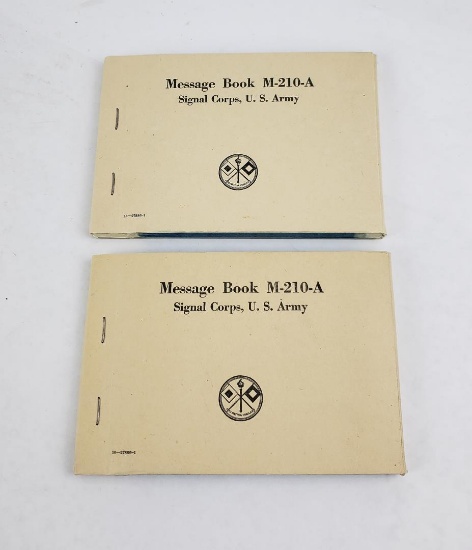 Message Book M-210-A
Signal Corps, U. S. Army
Message Book M-210-A
Signal Corps, U. S. Army